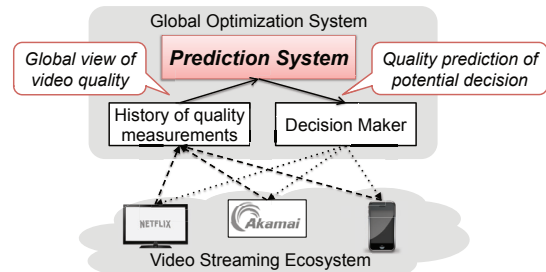 Global Optimization System
Global view of
video quality
Prediction System
Quality prediction of
potential decision
History of quality
measurements
Decision Maker
NETFLIX
Akamai
Video Streaming Ecosystem